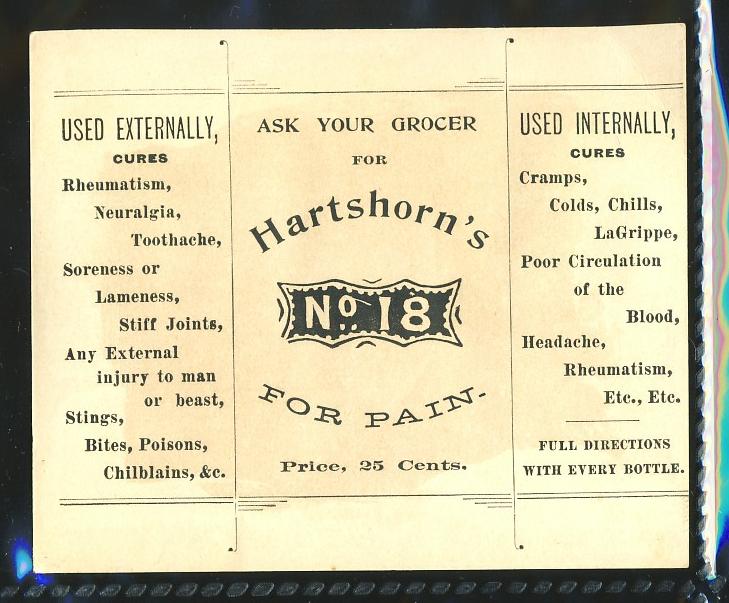 USED EXTERNALLY,
CURES
Rheumatism,
Neuralgia,
Toothache,
Soreness or
Lameness,
Stiff Joints,
Any External
injury to man
or beast,
Stings,
Bites, Poisons,
Chilblains, &c.
ASK YOUR GROCER
FOR
Hartshorn's
No. 18
FOR PAIN.
Price, 25 Cents.
USED INTERNALLY,
CURES
Cramps,
Colds, Chills,
LaGrippe,
Poor Circulation
of the
Blood,
Headache,
Rheumatism,
Etc., Etc.
FULL DIRECTIONS
WITH EVERY BOTTLE.